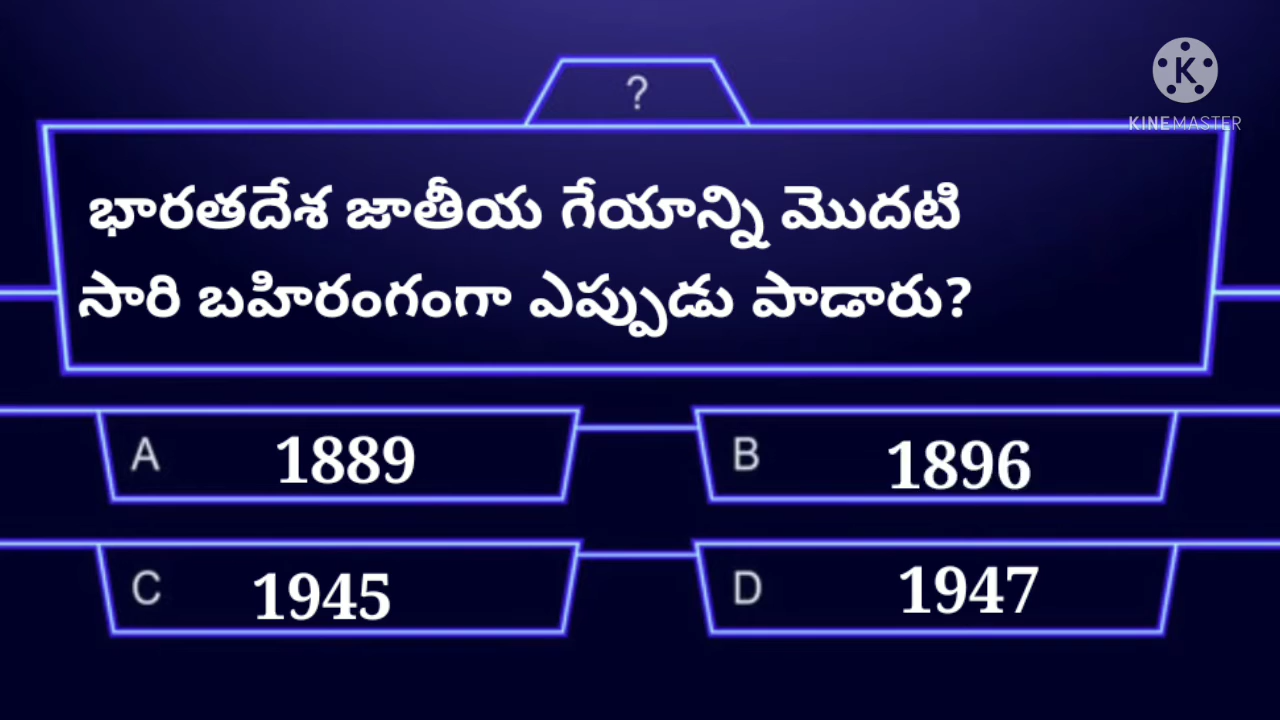 ?
KINEMASTER
భారతదేశ జాతీయ గేయాన్ని మొదటి
సారి బహిరంగంగా ఎప్పుడు పాడారు?
A 1889
B 1896
C 1945
D 1947